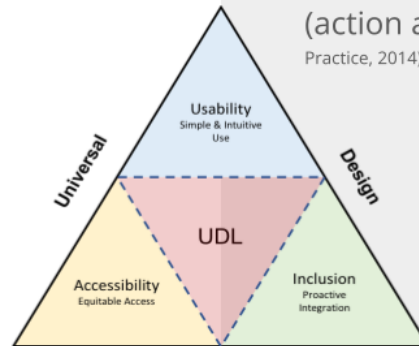 (action a
Practice, 2014)
Usability
Simple & Intuitive
Use
Universal
Design
UDL
Accessibility
Equitable Access
Inclusion
Proactive
Integration